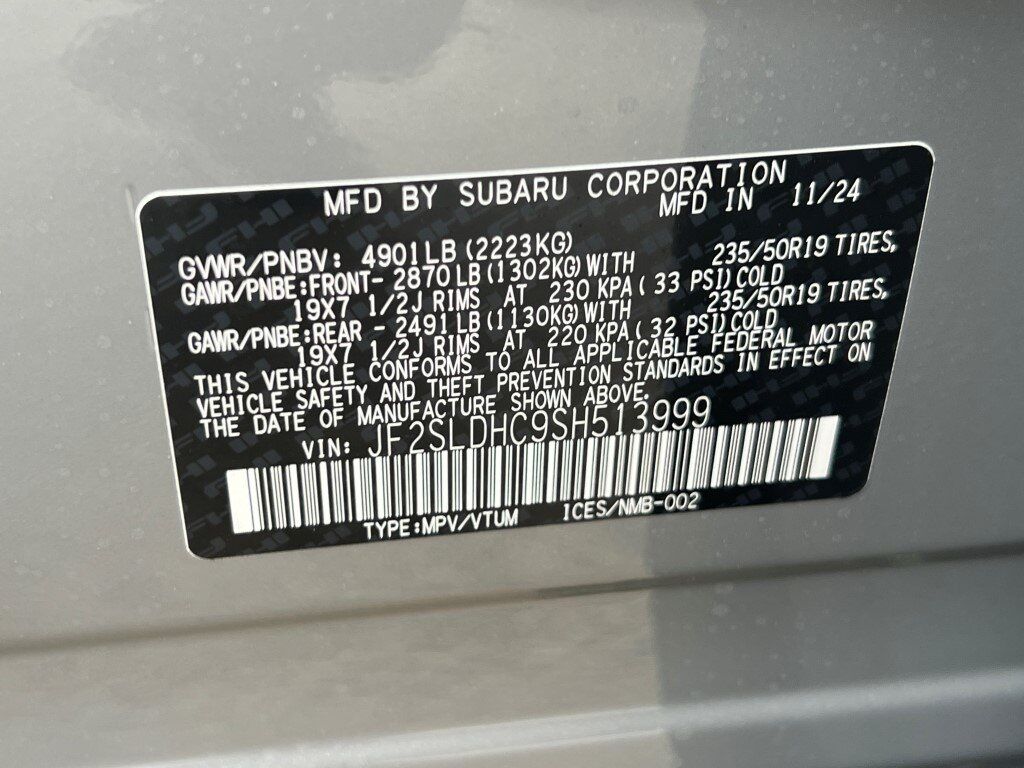 MFD BY SUBARU CORPORATION
MFD IN 11/24
GVWR/PNBV: 4901LB (2223KG)
GAWR/PNBE:FRONT- 2870LB (1302KG) WITH 235/50R19 TIRES,
19X7 1/2J RIMS AT 230 KPA ( 33 PSI) COLD
GAWR/PNBE:REAR - 2491LB (1130KG) WITH 235/50R19 TIRES,
19X7 1/2J RIMS AT 220 KPA ( 32 PSI) COLD
THIS VEHICLE CONFORMS TO ALL APPLICABLE FEDERAL MOTOR
VEHICLE SAFETY AND THEFT PREVENTION STANDARDS IN EFFECT ON
THE DATE OF MANUFACTURE SHOWN ABOVE.
VIN: JF2SLDHC9SH513999
TYPE:MPV/VTUM ICES/NMB-002